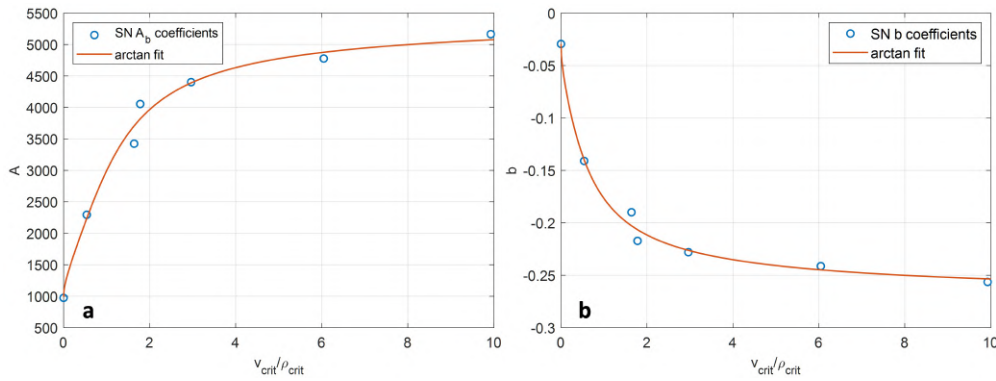 SN A_b coefficients
arctan fit
5500
5000
4500
4000
3500
3000
2500
2000
1500
1000
500
A
a
0 2 4 6 8 10
v_crit/ρ_crit
SN b coefficients
arctan fit
0
-0.05
-0.1
-0.15
-0.2
-0.25
-0.3
b
b
0 2 4 6 8 10
v_crit/ρ_crit